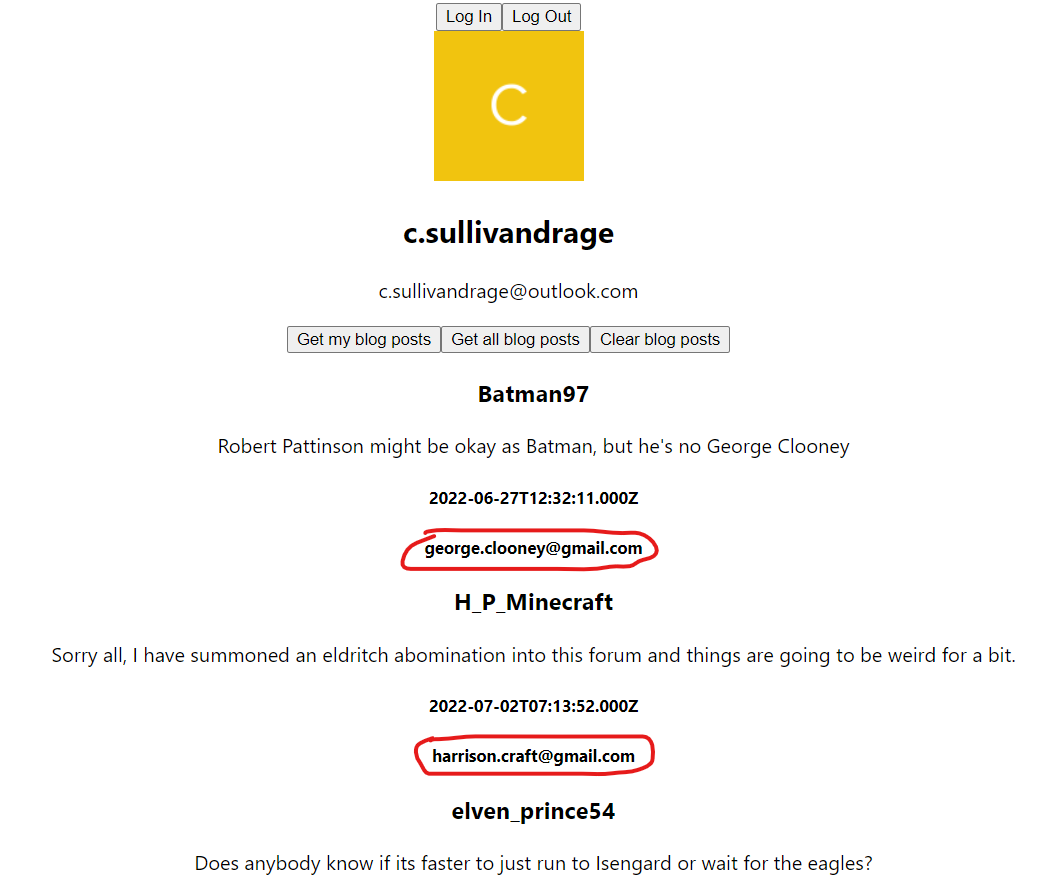 Log In Log Out
C
c.sullivandrage
c.sullivandrage@outlook.com
Get my blog posts Get all blog posts Clear blog posts
Batman97
Robert Pattinson might be okay as Batman, but he's no George Clooney
2022-06-27T12:32:11.000Z
george.clooney@gmail.com
H_P_Minecraft
Sorry all, I have summoned an eldritch abomination into this forum and things are going to be weird for a bit.
2022-07-02T07:13:52.000Z
harrison.craft@gmail.com
elven_prince54
Does anybody know if its faster to just run to Isengard or wait for the eagles?